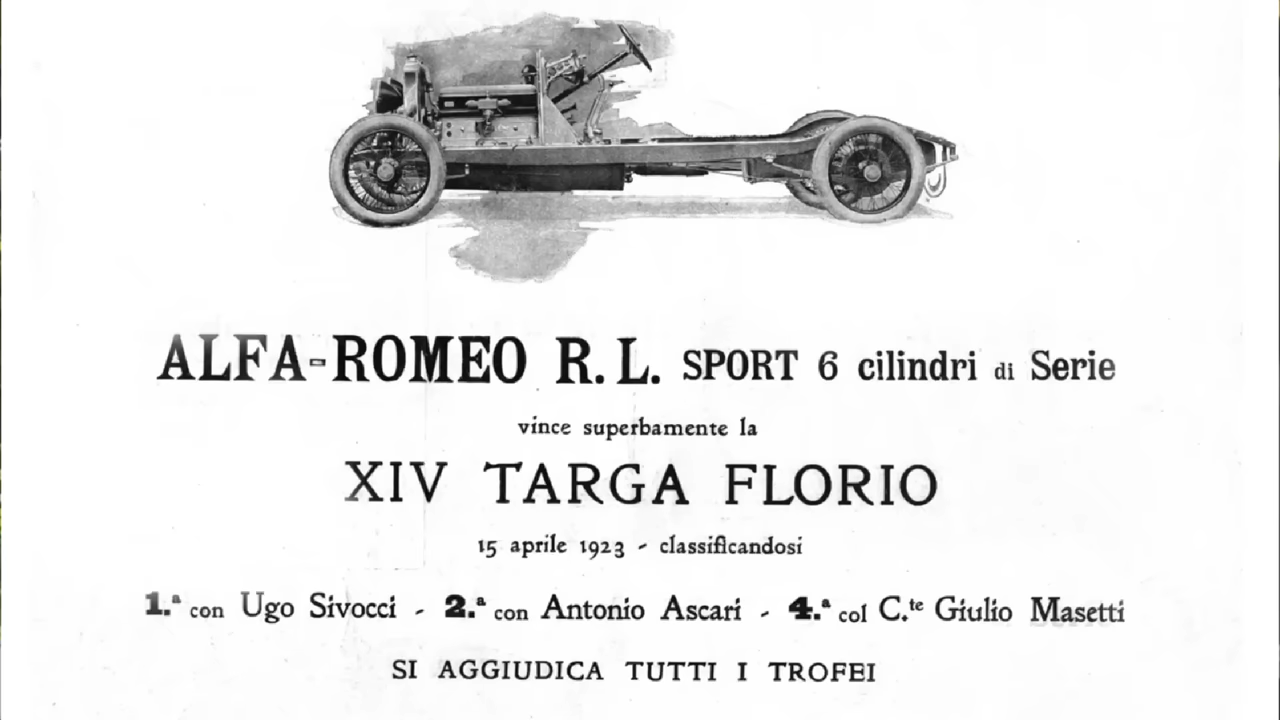 ALFA-ROMEO R. L. SPORT 6 cilindri di Serie
vince superbamente la
XIV TARGA FLORIO
15 aprile 1923 - classificandosi
1.ª con Ugo Sivocci - 2.ª con Antonio Ascari - 4.ª col C.te Giulio Masetti
SI AGGIUDICA TUTTI I TROFEI